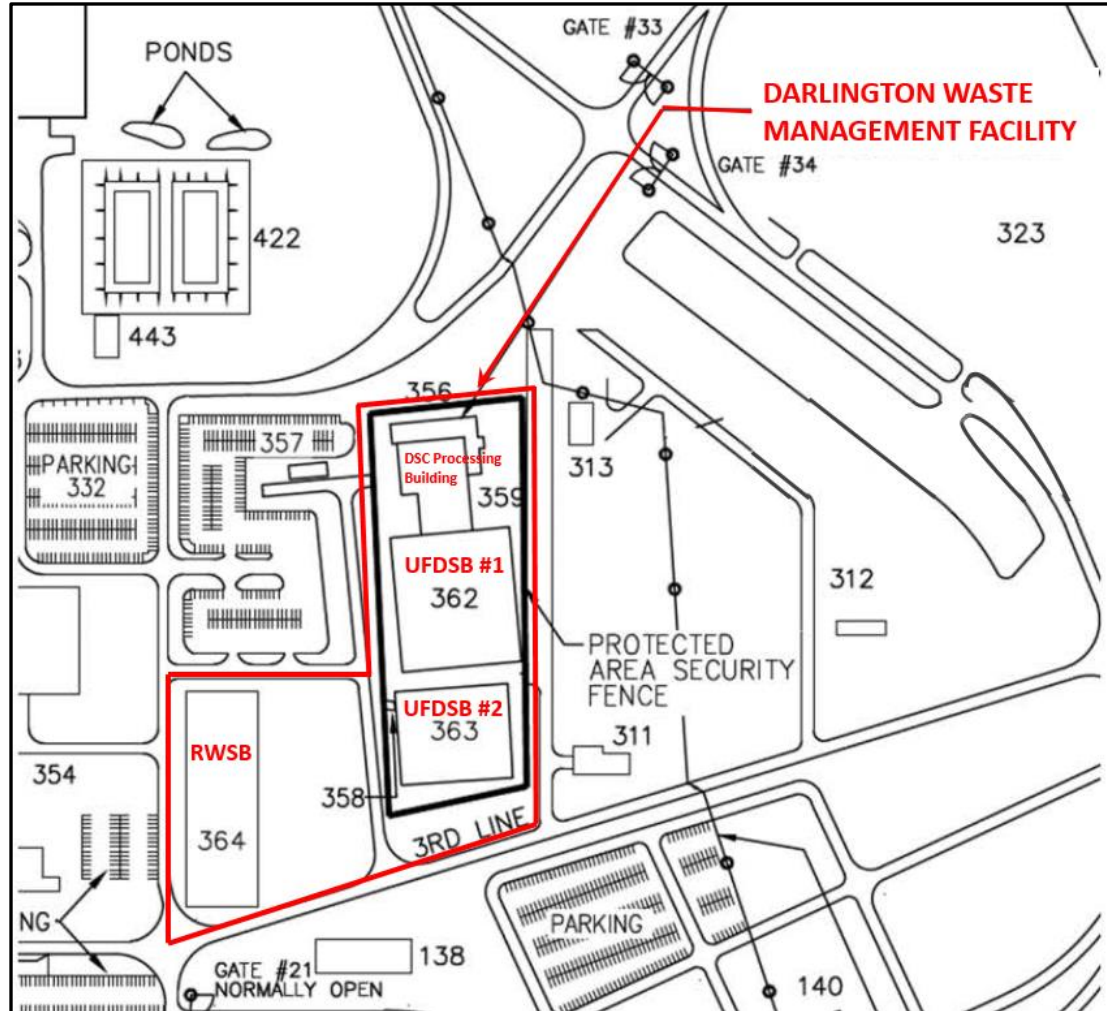 GATE #33
PONDS
DARLINGTON WASTE
MANAGEMENT FACILITY
GATE #34
422
323
443
356
357
313
PARKING
332
DSC Processing
Building
359
UFDSB #1
362
312
PROTECTED
AREA SECURITY
FENCE
UFDSB #2
363
RWSB
311
354
358
364
3RD LINE
NG
PARKING
138
GATE #21
NORMALLY OPEN
140